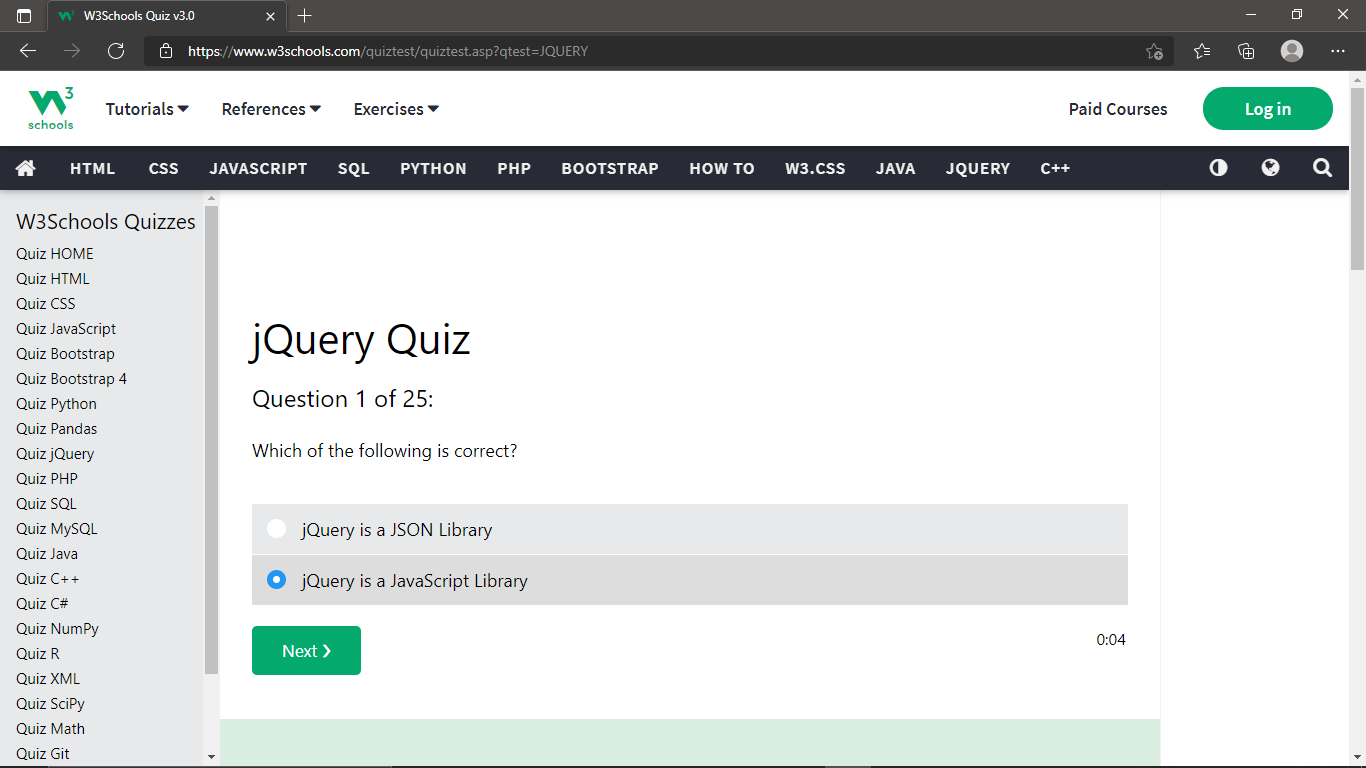 W3Schools Quiz v3.0
https://www.w3schools.com/quiztest/quiztest.asp?qtest=JQUERY
W3 schools
Tutorials References Exercises Paid Courses Log in
HTML CSS JAVASCRIPT SQL PYTHON PHP BOOTSTRAP HOW TO W3.CSS JAVA JQUERY C++
W3Schools Quizzes
Quiz HOME
Quiz HTML
Quiz CSS
Quiz JavaScript
Quiz Bootstrap
Quiz Bootstrap 4
Quiz Python
Quiz Pandas
Quiz jQuery
Quiz PHP
Quiz SQL
Quiz MySQL
Quiz Java
Quiz C++
Quiz C#
Quiz NumPy
Quiz R
Quiz XML
Quiz SciPy
Quiz Math
Quiz Git
jQuery Quiz
Question 1 of 25:
Which of the following is correct?
jQuery is a JSON Library
jQuery is a JavaScript Library
Next ❯ 0:04